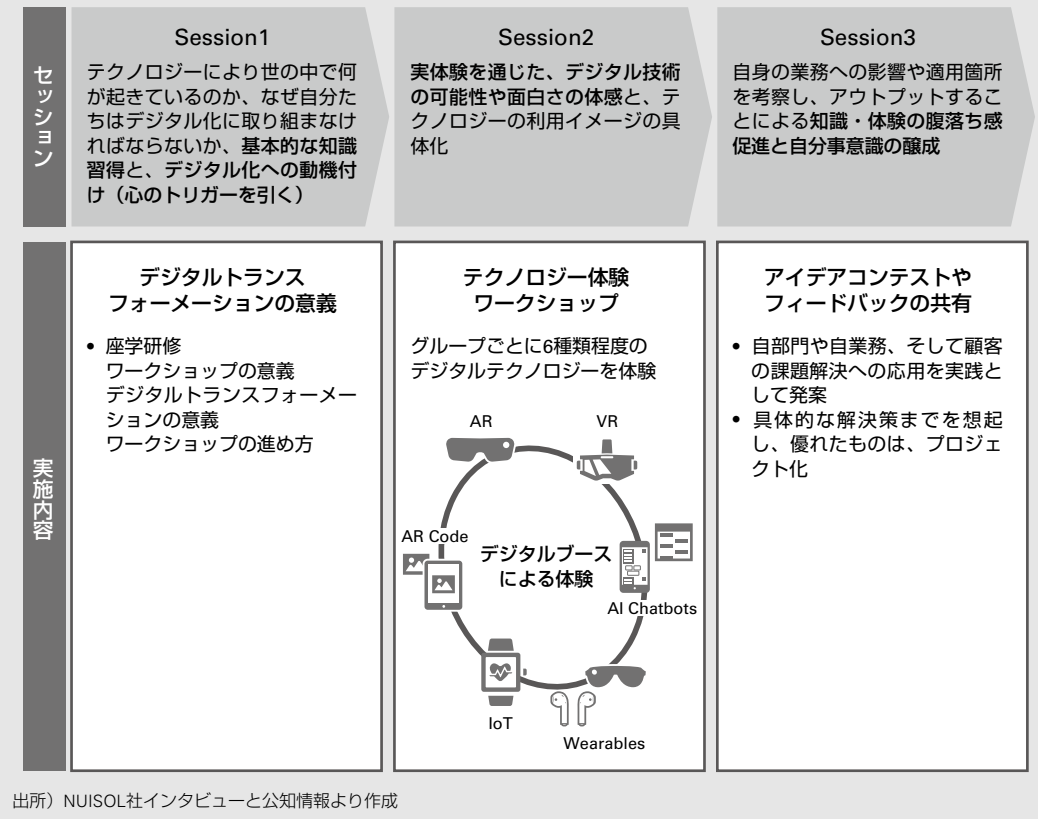 セッション
Session1
テクノロジーにより世の中で何
が起きているのか、なぜ自分た
ちはデジタル化に取り組まなけ
ればならないか、基本的な知識
習得と、デジタル化への動機付
け（心のトリガーを引く）
Session2
実体験を通じた、デジタル技術
の可能性や面白さの体感と、テ
クノロジーの利用イメージの具
体化
Session3
自身の業務への影響や適用箇所
を考察し、アウトプットするこ
とによる知識・体験の腹落ち感
促進と自分事意識の醸成
実施内容
デジタルトランス
フォーメーションの意義
• 座学研修
ワークショップの意義
デジタルトランスフォーメー
ションの意義
ワークショップの進め方
テクノロジー体験
ワークショップ
グループごとに6種類程度の
デジタルテクノロジーを体験
AR
VR
AR Code
デジタルブース
による体験
AI Chatbots
IoT
Wearables
アイデアコンテストや
フィードバックの共有
• 自部門や自業務、そして顧客
の課題解決への応用を実践と
して発案
• 具体的な解決策までを想起
し、優れたものは、プロジェ
クト化
出所）NUISOL社インタビューと公知情報より作成